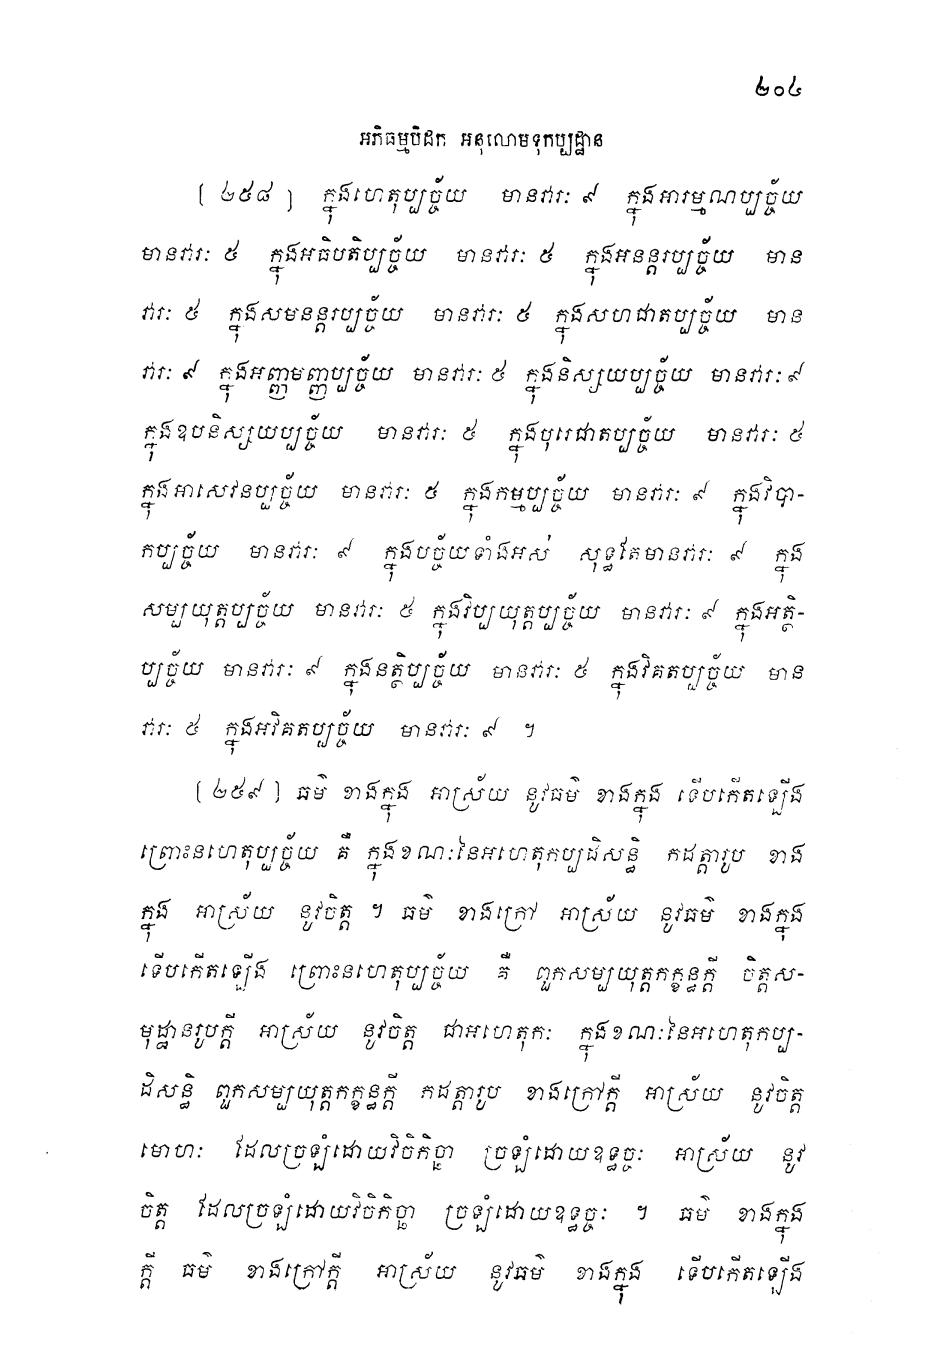 ២០៤
អភិធម្មបិដក អនុលោមទុកប្បដ្ឋាន
[ ២៥៨ ] ក្នុងហេតុប្បច្ច័យ មានវារៈ ៩ ក្នុងអារម្មណប្បច្ច័យ
មានវារៈ ៥ ក្នុងអធិបតិប្បច្ច័យ មានវារៈ ៥ ក្នុងអនន្តរប្បច្ច័យ មាន
វារៈ ៥ ក្នុងសមនន្តរប្បច្ច័យ មានវារៈ ៥ ក្នុងសហជាតប្បច្ច័យ មាន
វារៈ ៩ ក្នុងអញ្ញមញ្ញប្បច្ច័យ មានវារៈ ៥ ក្នុងនិស្សយប្បច្ច័យ មានវារៈ ៩
ក្នុងឧបនិស្សយប្បច្ច័យ មានវារៈ ៥ ក្នុងបុរេជាតប្បច្ច័យ មានវារៈ ៥
ក្នុងអាសេវនប្បច្ច័យ មានវារៈ ៥ ក្នុងកម្មប្បច្ច័យ មានវារៈ ៩ ក្នុងវិបា-
កប្បច្ច័យ មានវារៈ ៩ ក្នុងបច្ច័យទាំងអស់ សុទ្ធតែមានវារៈ ៩ ក្នុង
សម្បយុត្តប្បច្ច័យ មានវារៈ ៥ ក្នុងវិប្បយុត្តប្បច្ច័យ មានវារៈ ៩ ក្នុងអត្ថិ-
ប្បច្ច័យ មានវារៈ ៩ ក្នុងនត្ថិប្បច្ច័យ មានវារៈ ៥ ក្នុងវិគតប្បច្ច័យ មាន
វារៈ ៥ ក្នុងអវិគតប្បច្ច័យ មានវារៈ ៩ ។
[ ២៥៩ ] ធម៌ ខាងក្នុង អាស្រ័យ នូវធម៌ ខាងក្នុង ទើបកើតឡើង
ព្រោះនហេតុប្បច្ច័យ គឺ ក្នុងខណៈនៃអហេតុកប្បដិសន្ធិ កដត្តារូប ខាង
ក្នុង អាស្រ័យ នូវចិត្ត ។ ធម៌ ខាងក្រៅ អាស្រ័យ នូវធម៌ ខាងក្នុង
ទើបកើតឡើង ព្រោះនហេតុប្បច្ច័យ គឺ ពួកសម្បយុត្តកក្ខន្ធក្តី ចិត្តស-
មុដ្ឋានរូបក្តី អាស្រ័យ នូវចិត្ត ជាអហេតុកៈ ក្នុងខណៈនៃអហេតុកប្ប-
ដិសន្ធិ ពួកសម្បយុត្តកក្ខន្ធក្តី កដត្តារូប ខាងក្រៅក្តី អាស្រ័យ នូវចិត្ត
មោហៈ ដែលច្រឡំដោយវិចិកិច្ឆា ច្រឡំដោយឧទ្ធច្ចៈ អាស្រ័យ នូវ
ចិត្ត ដែលច្រឡំដោយវិចិកិច្ឆា ច្រឡំដោយឧទ្ធច្ចៈ ។ ធម៌ ខាងក្នុង
ក្តី ធម៌ ខាងក្រៅក្តី អាស្រ័យ នូវធម៌ ខាងក្នុង ទើបកើតឡើង